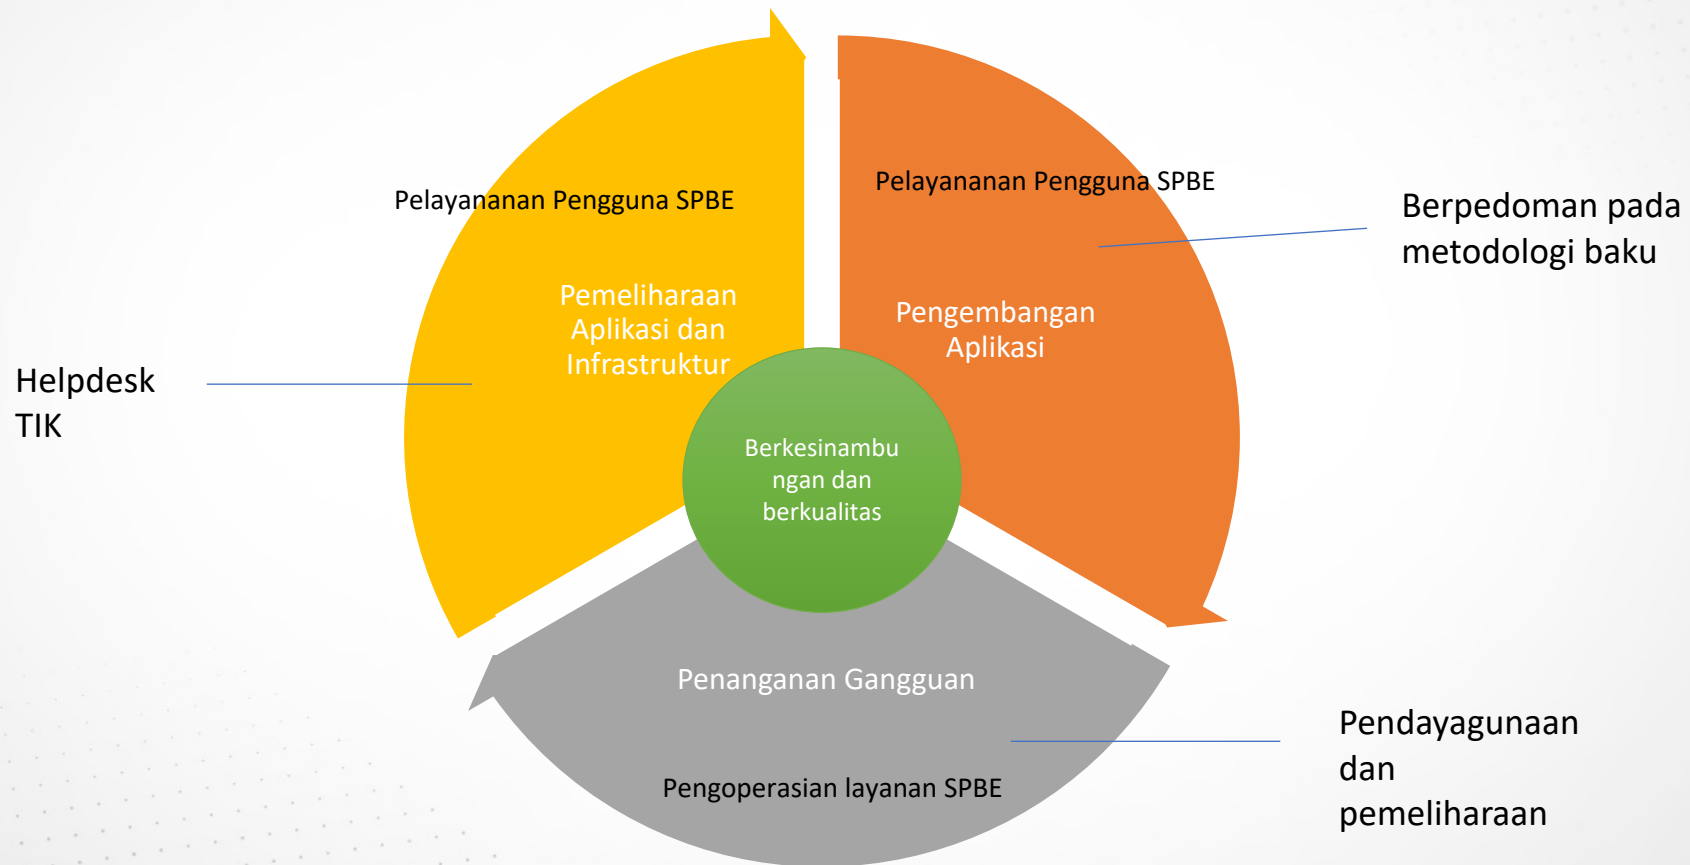 Pelayananan Pengguna SPBE
Pelayananan Pengguna SPBE
Berpedoman pada
metodologi baku
Pemeliharaan
Aplikasi dan
Infrastruktur
Pengembangan
Aplikasi
Helpdesk
TIK
Berkesinambu
ngan dan
berkualitas
Penanganan Gangguan
Pengoperasian layanan SPBE
Pendayagunaan
dan
pemeliharaan